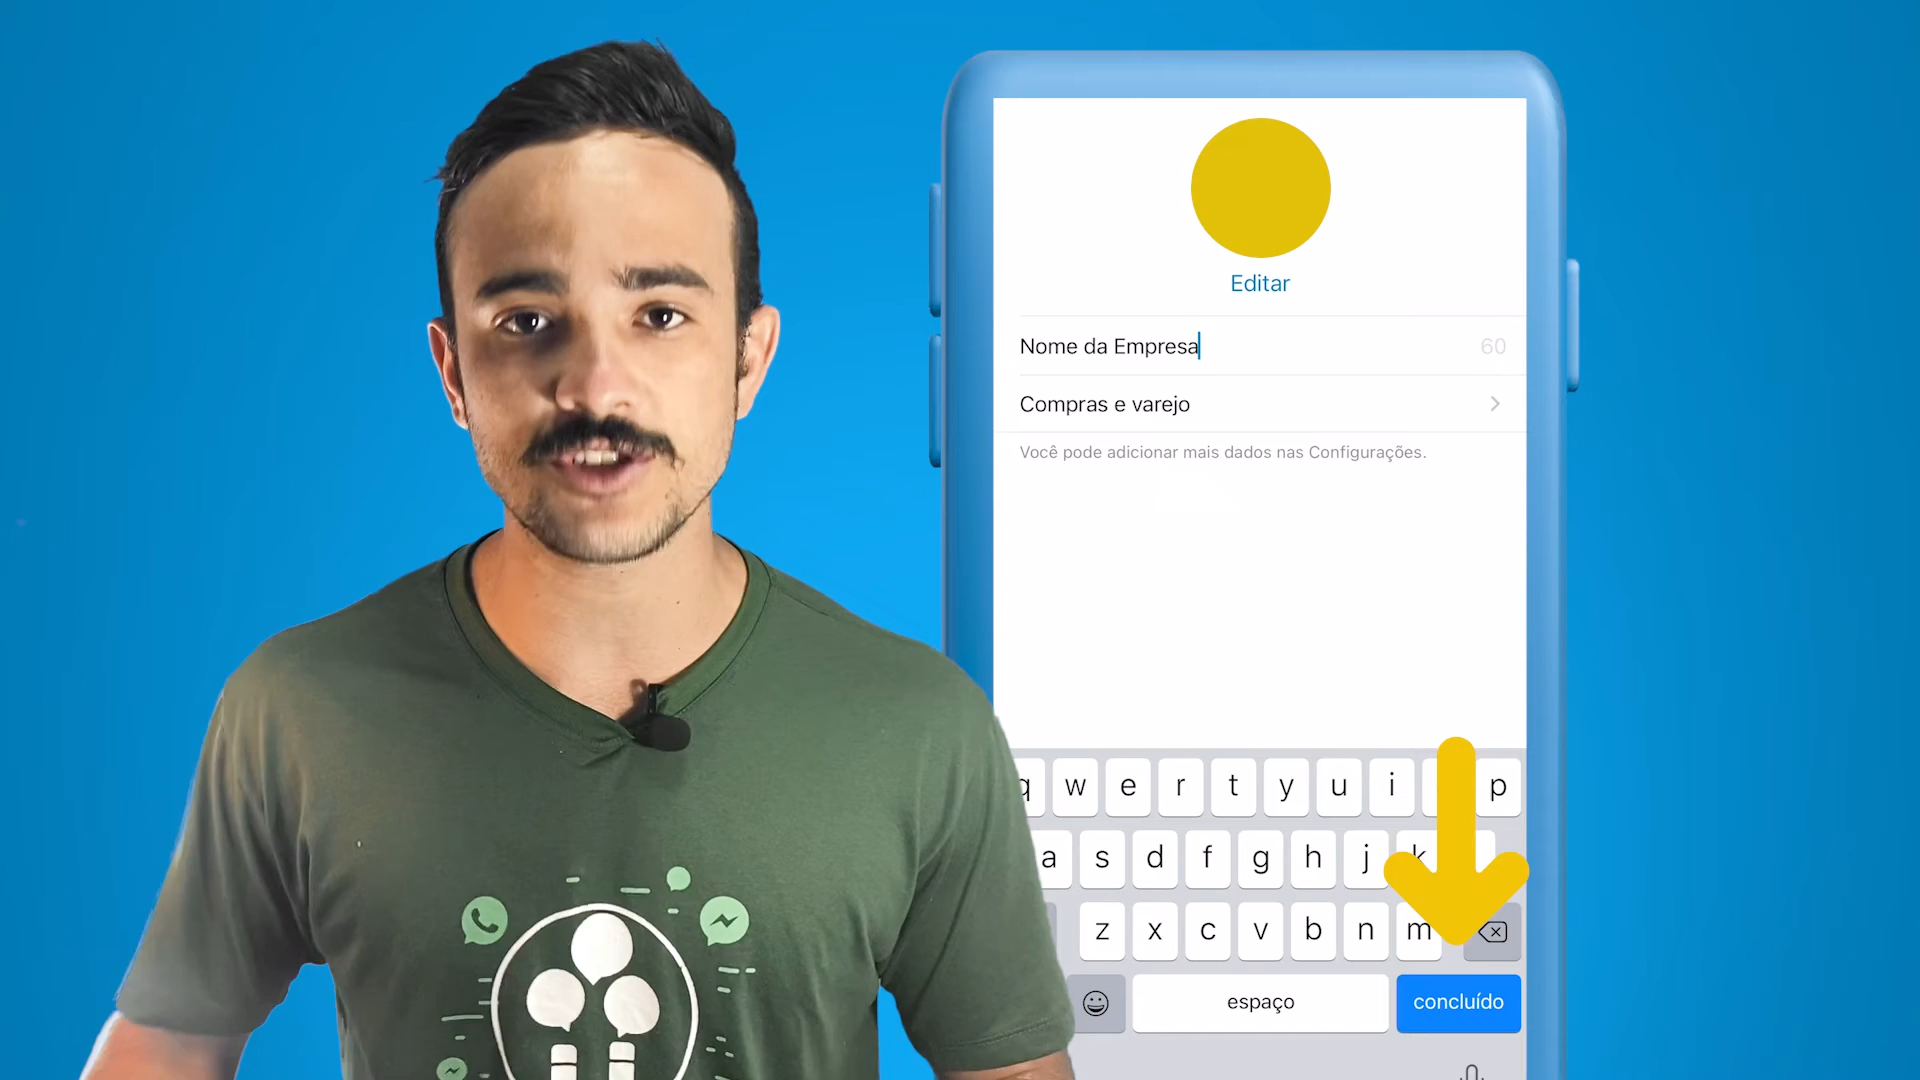 Editar
Nome da Empresa 60
Compras e varejo
Você pode adicionar mais dados nas Configurações.
q w e r t y u i p
a s d f g h j k
z x c v b n m
espaço concluído